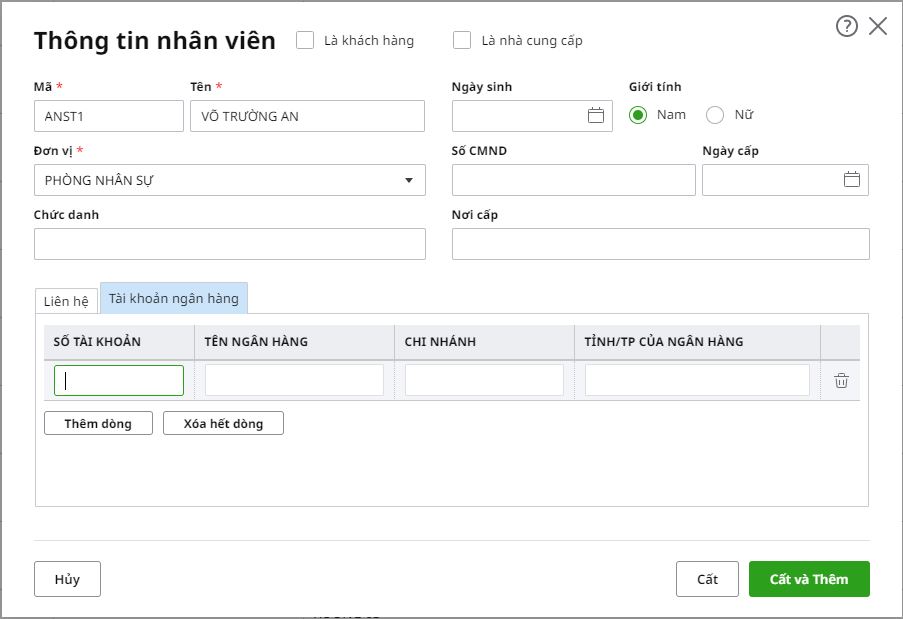 Thông tin nhân viên Là khách hàng Là nhà cung cấp
Mã * Tên * Ngày sinh Giới tính
ANST1 VÕ TRƯỜNG AN Nam Nữ
Đơn vị * Số CMND Ngày cấp
PHÒNG NHÂN SỰ
Chức danh Nơi cấp
Liên hệ Tài khoản ngân hàng
SỐ TÀI KHOẢN TÊN NGÂN HÀNG CHI NHÁNH TỈNH/TP CỦA NGÂN HÀNG
Thêm dòng Xóa hết dòng
Hủy Cất Cất và Thêm